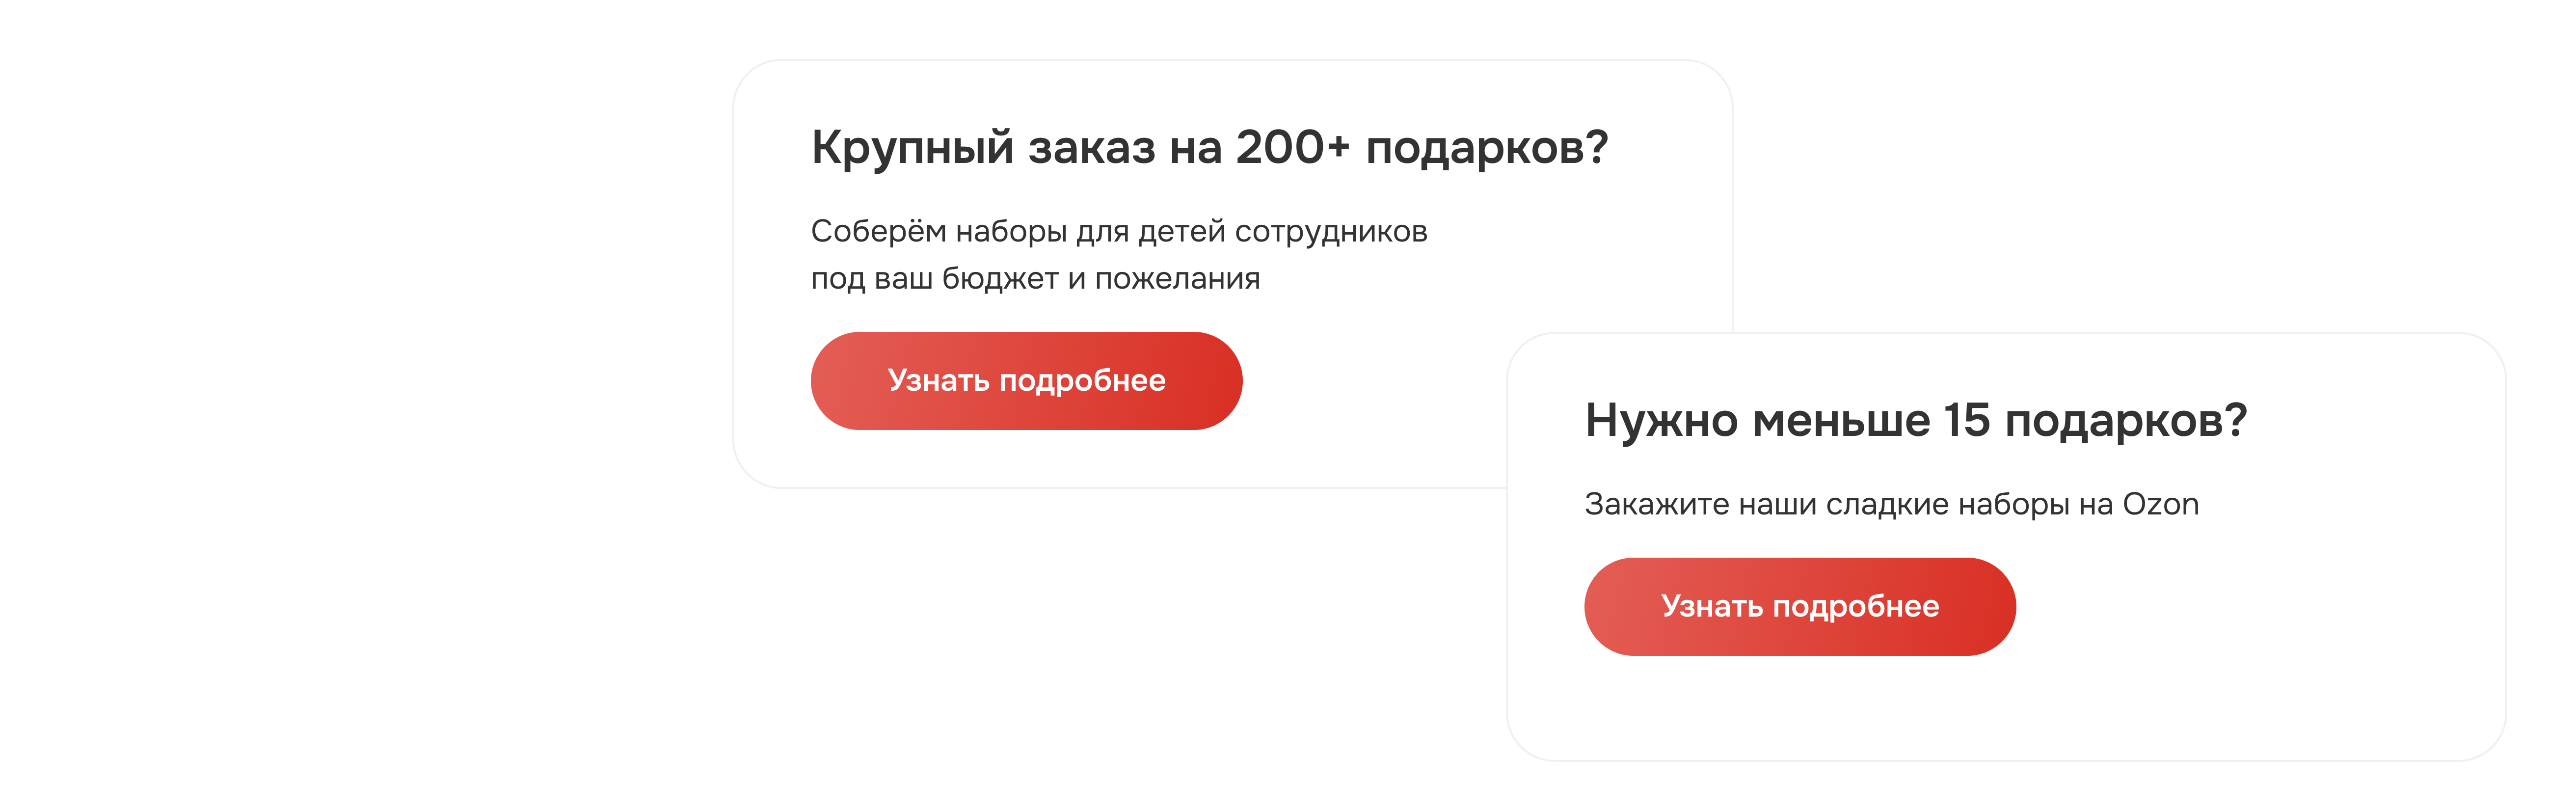 Крупный заказ на 200+ подарков?
Соберём наборы для детей сотрудников
под ваш бюджет и пожелания
Узнать подробнее
Нужно меньше 15 подарков?
Закажите наши сладкие наборы на Ozon
Узнать подробнее